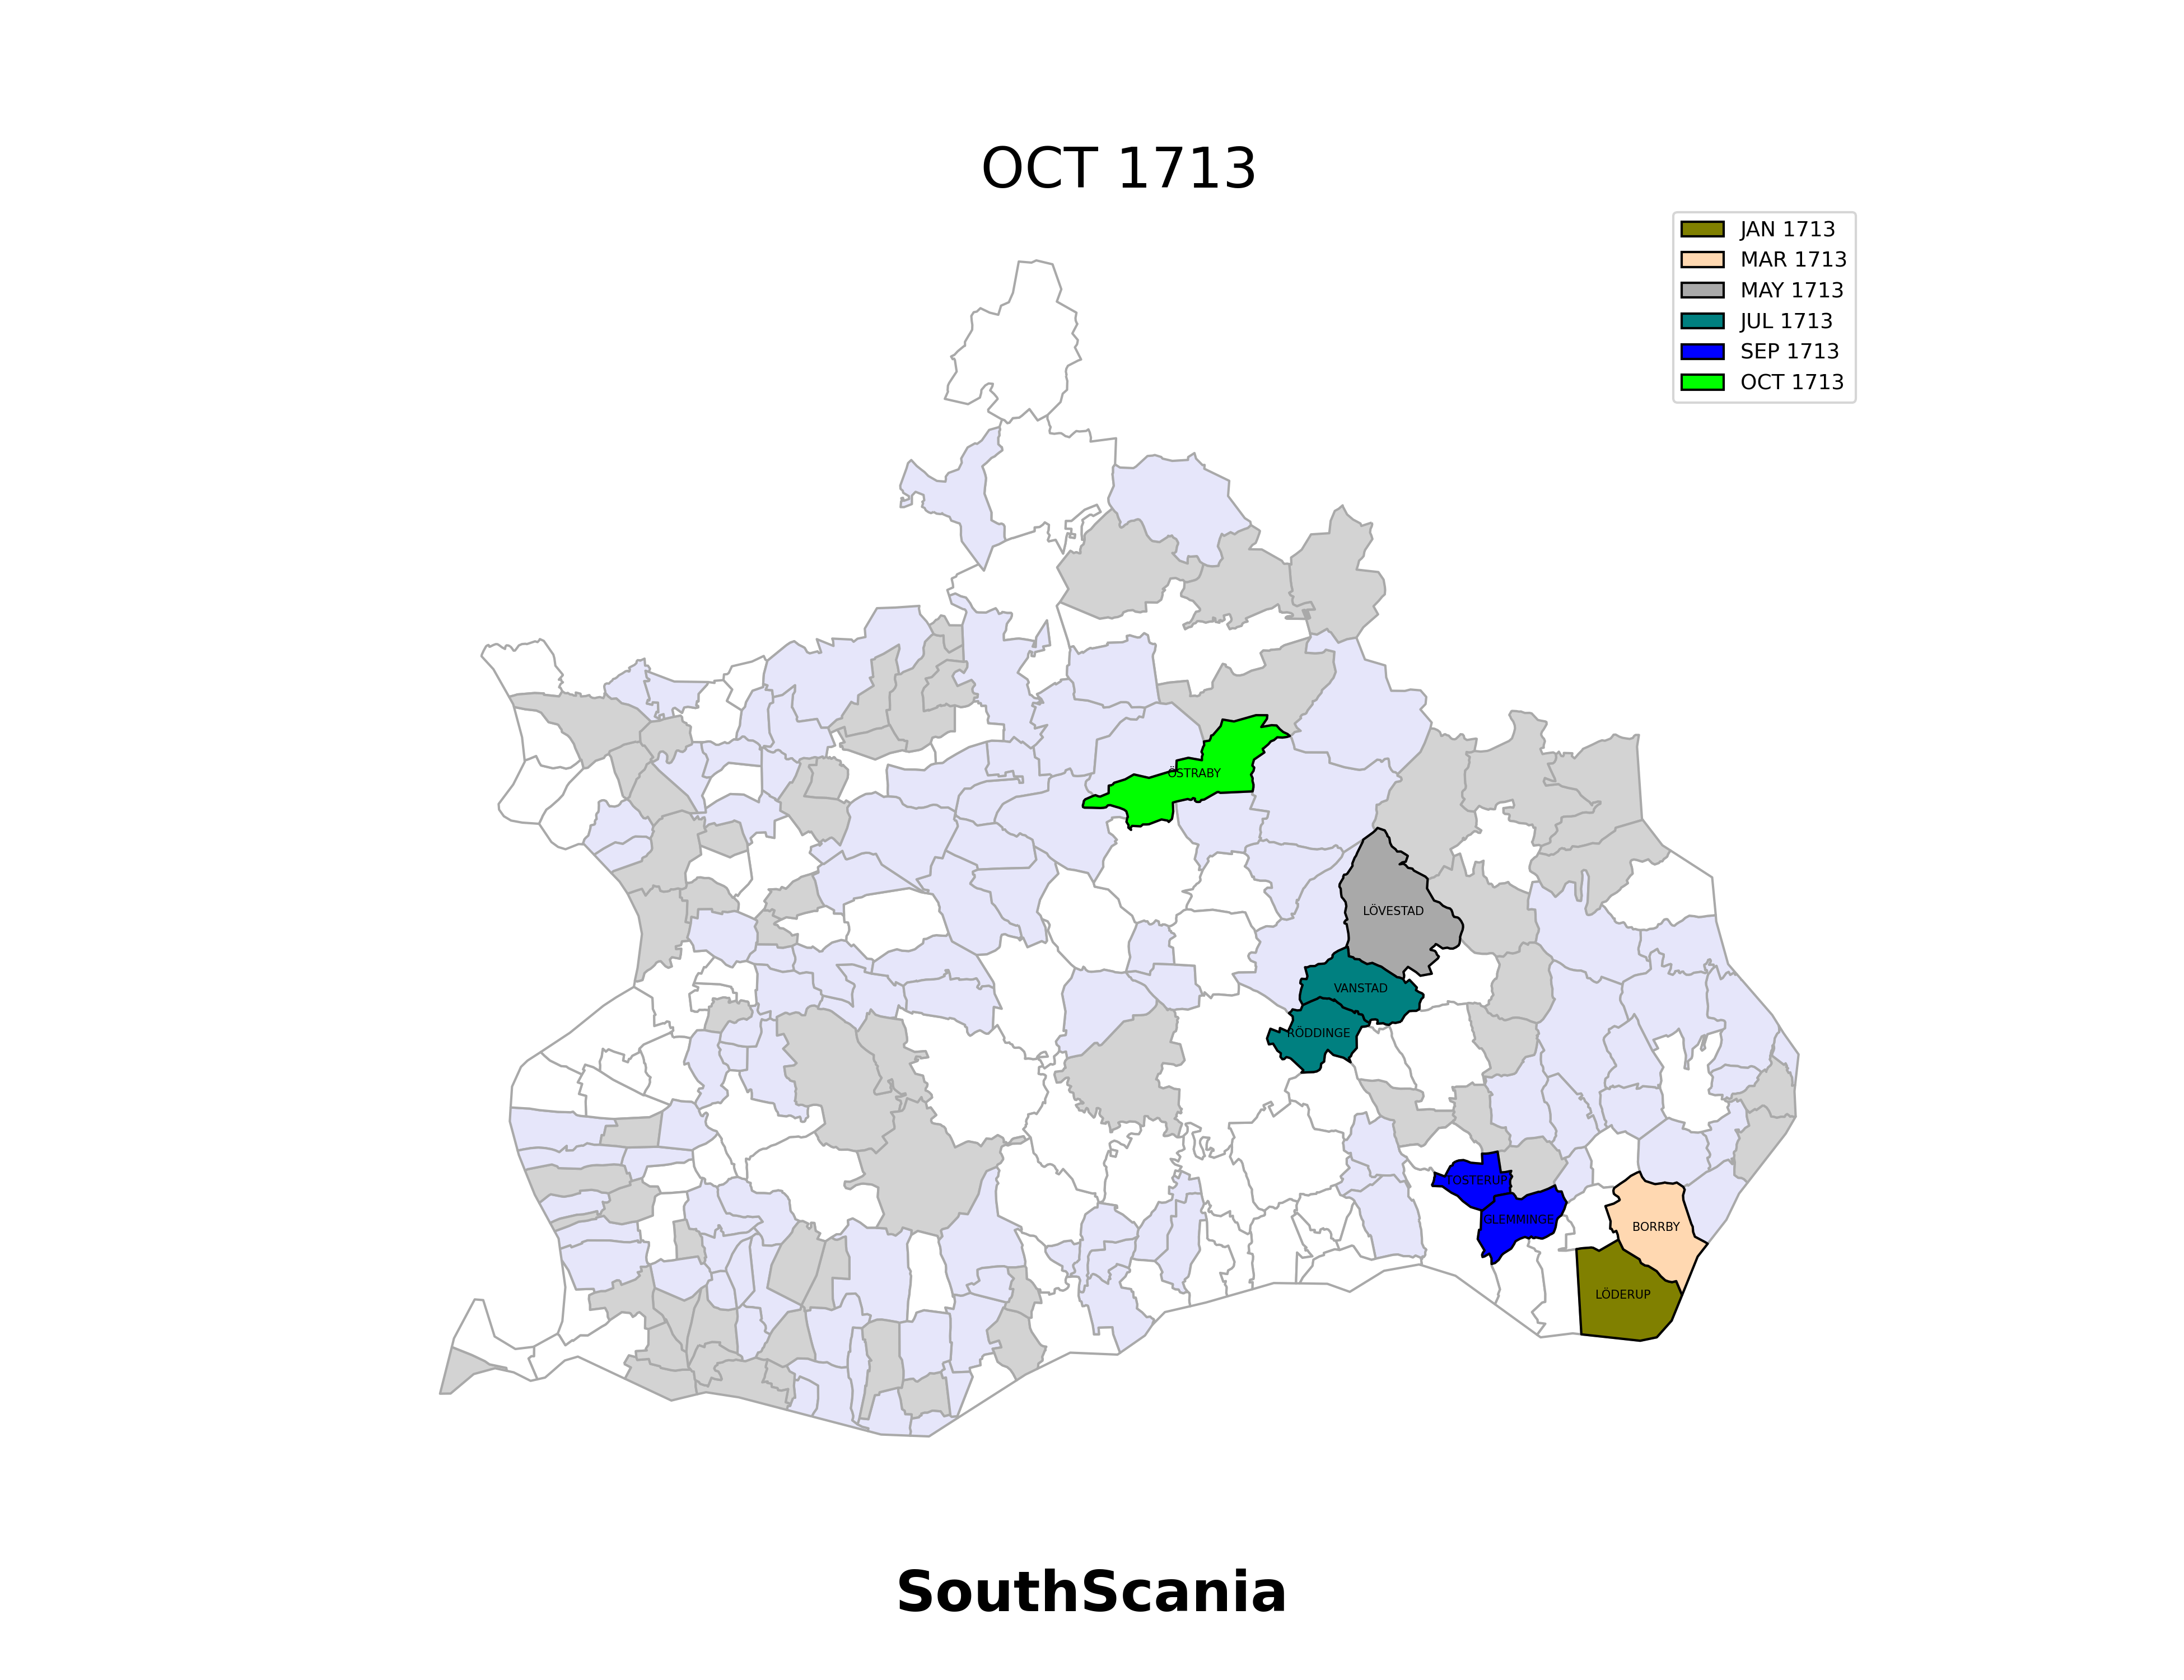 OCT 1713
JAN 1713
MAR 1713
MAY 1713
JUL 1713
SEP 1713
OCT 1713
ÖSTRABY
LÖVESTAD
VANSTAD
RÖDDINGE
TOSTERUP
GLEMMINGE
BORRBY
LÖDERUP
SouthScania